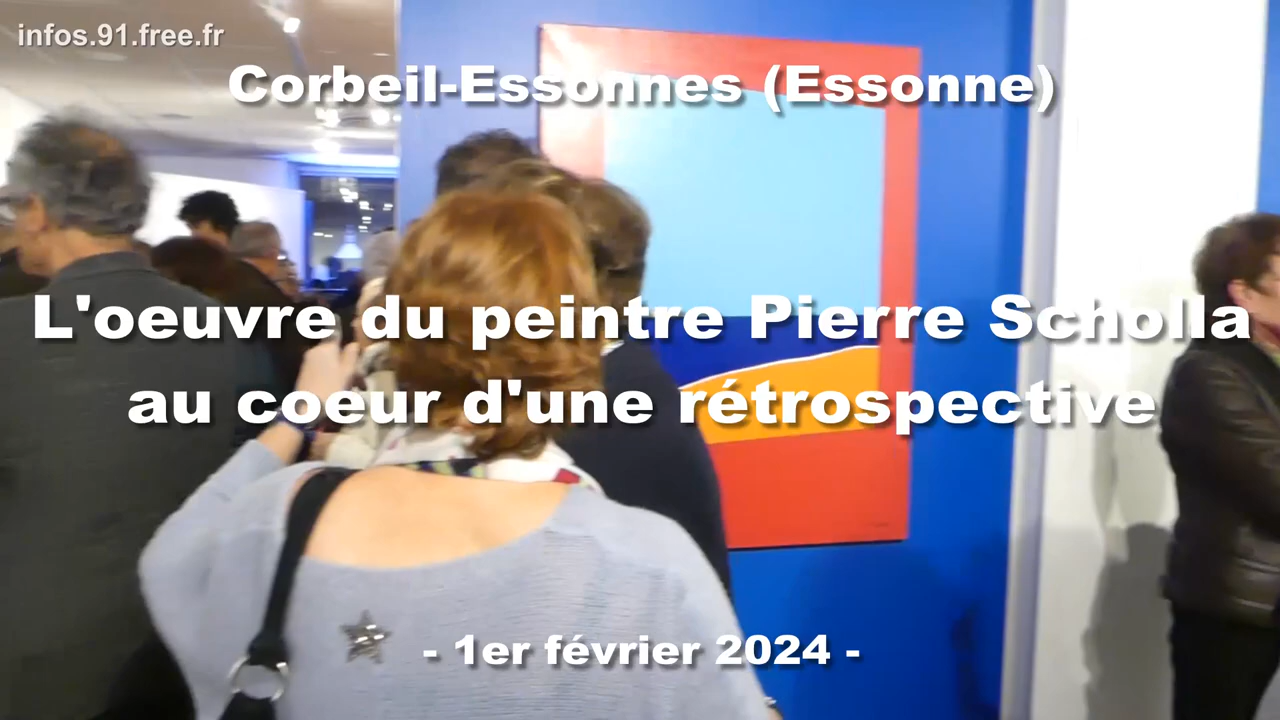 infos.91.free.fr
Corbeil-Essonnes (Essonne)
L'oeuvre du peintre Pierre Scholla
au coeur d'une rétrospective
- 1er février 2024 -